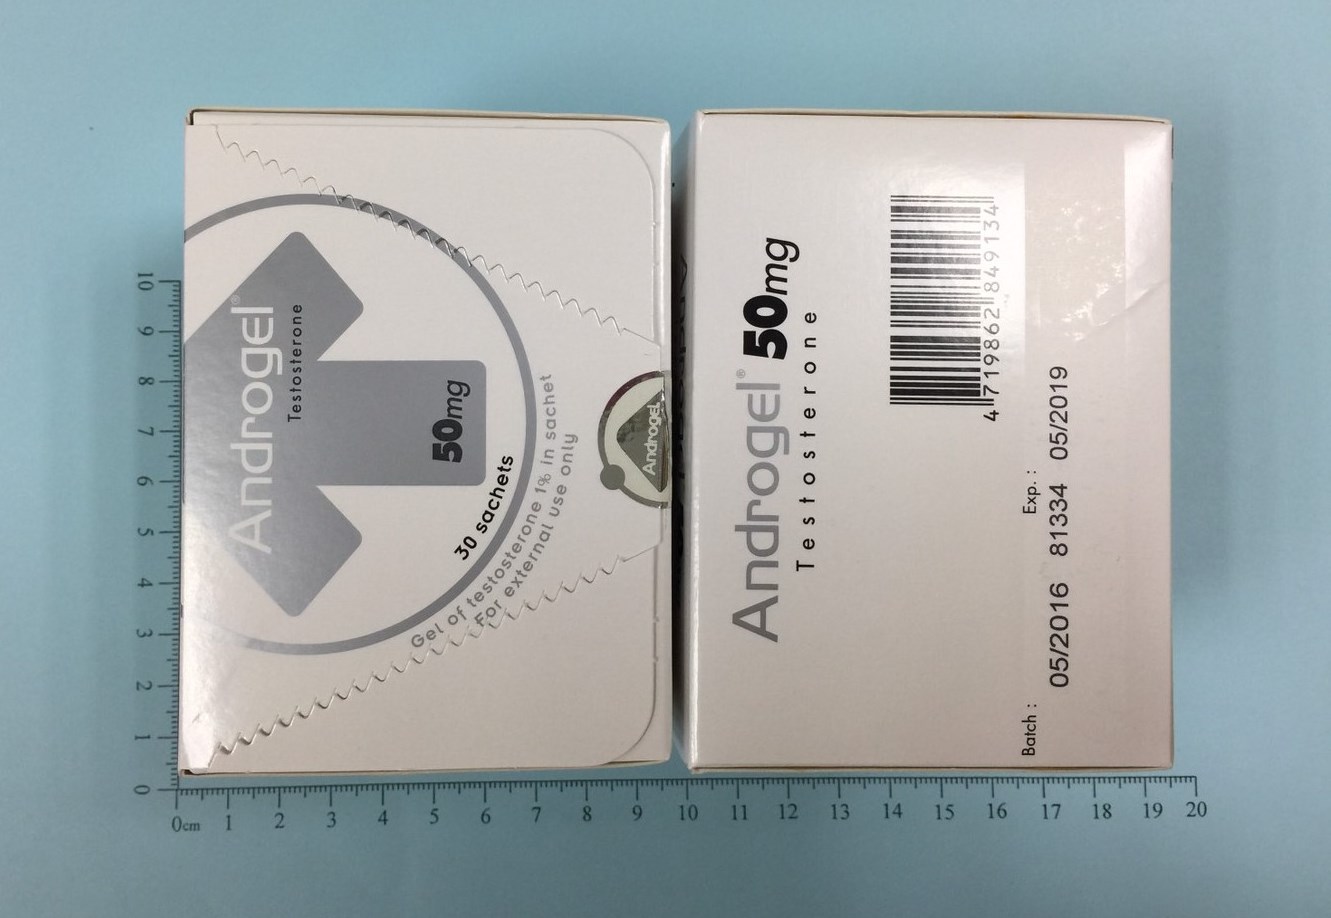 Androgel®
Testosterone
50mg
30 sachets
Gel of testosterone 1% in sachet
For external use only
Androgel
Androgel® 50mg
Testosterone
4 719862 849134
Batch : Exp. :
05/2016 81334 05/2019
10
9
8
7
6
5
4
3
2
1
0
0cm 1 2 3 4 5 6 7 8 9 10 11 12 13 14 15 16 17 18 19 20